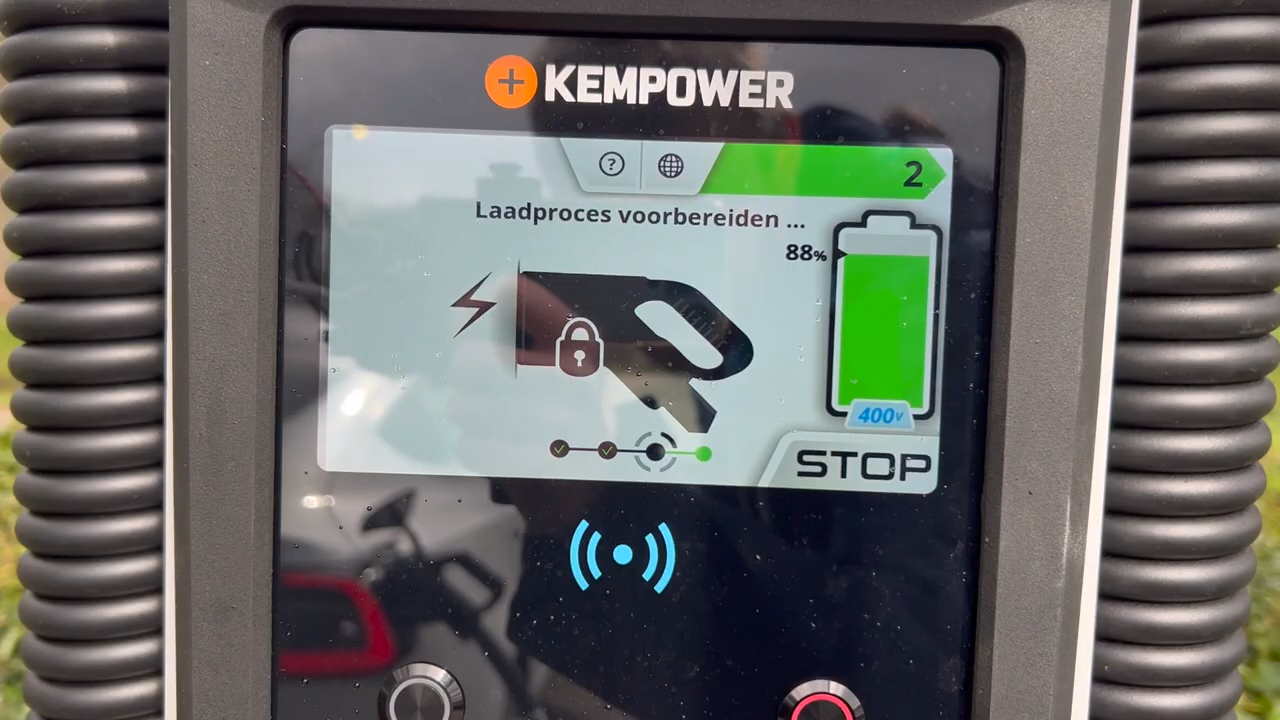 KEMPOWER
?
2
Laadproces voorbereiden ...
88%
400V
STOP